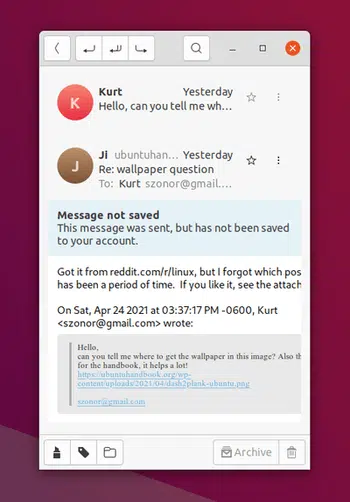 K
Kurt Yesterday
Hello, can you tell me wh…
Ji ubuntuhan… Yesterday
Re: wallpaper question
To: Kurt szonor@gmail.…
Message not saved
This message was sent, but has not been saved
to your account.
Got it from reddit.com/r/linux, but I forgot which pos
has been a period of time. If you like, see the attach
On Sat, Apr 24 2021 at 03:37:17 PM -0600, Kurt
<szonor@gmail.com> wrote:
Hello,
can you tell me where to get the wallpaper in this image? Also th
for the handbook, it helps a lot!
https://ubuntuhandbook.org/wp-
content/uploads/2021/04/dash2plank-ubuntu.png
szonor@gmail.com
Archive